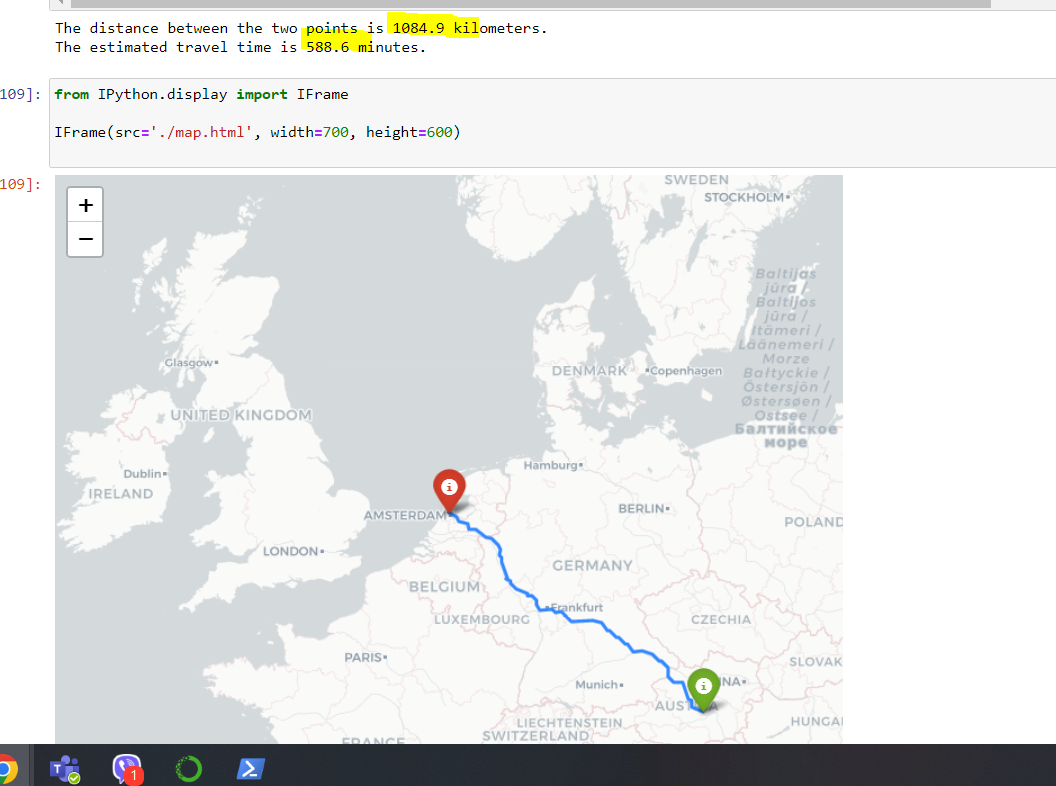 The distance between the two points is 1084.9 kilometers.
The estimated travel time is 588.6 minutes.
109]:
from IPython.display import IFrame
IFrame(src='./map.html', width=700, height=600)
109]:
+
−
SWEDEN
STOCKHOLM
Baltijas
jūra /
Baltijos
jūra /
Itämeri /
Läänemeri /
Morze
Bałtyckie /
Östersjön /
Østersøen /
Ostsee /
Балтийское
море
Glasgow
DENMARK
Copenhagen
UNITED KINGDOM
Dublin
IRELAND
Hamburg
AMSTERDAM
BERLIN
POLAND
LONDON
GERMANY
BELGIUM
Frankfurt
LUXEMBOURG
CZECHIA
PARIS
SLOVAK
Munich
NA
AUST
A
LIECHTENSTEIN
HUNGA
SWITZERLAND
FRANCE
T
1